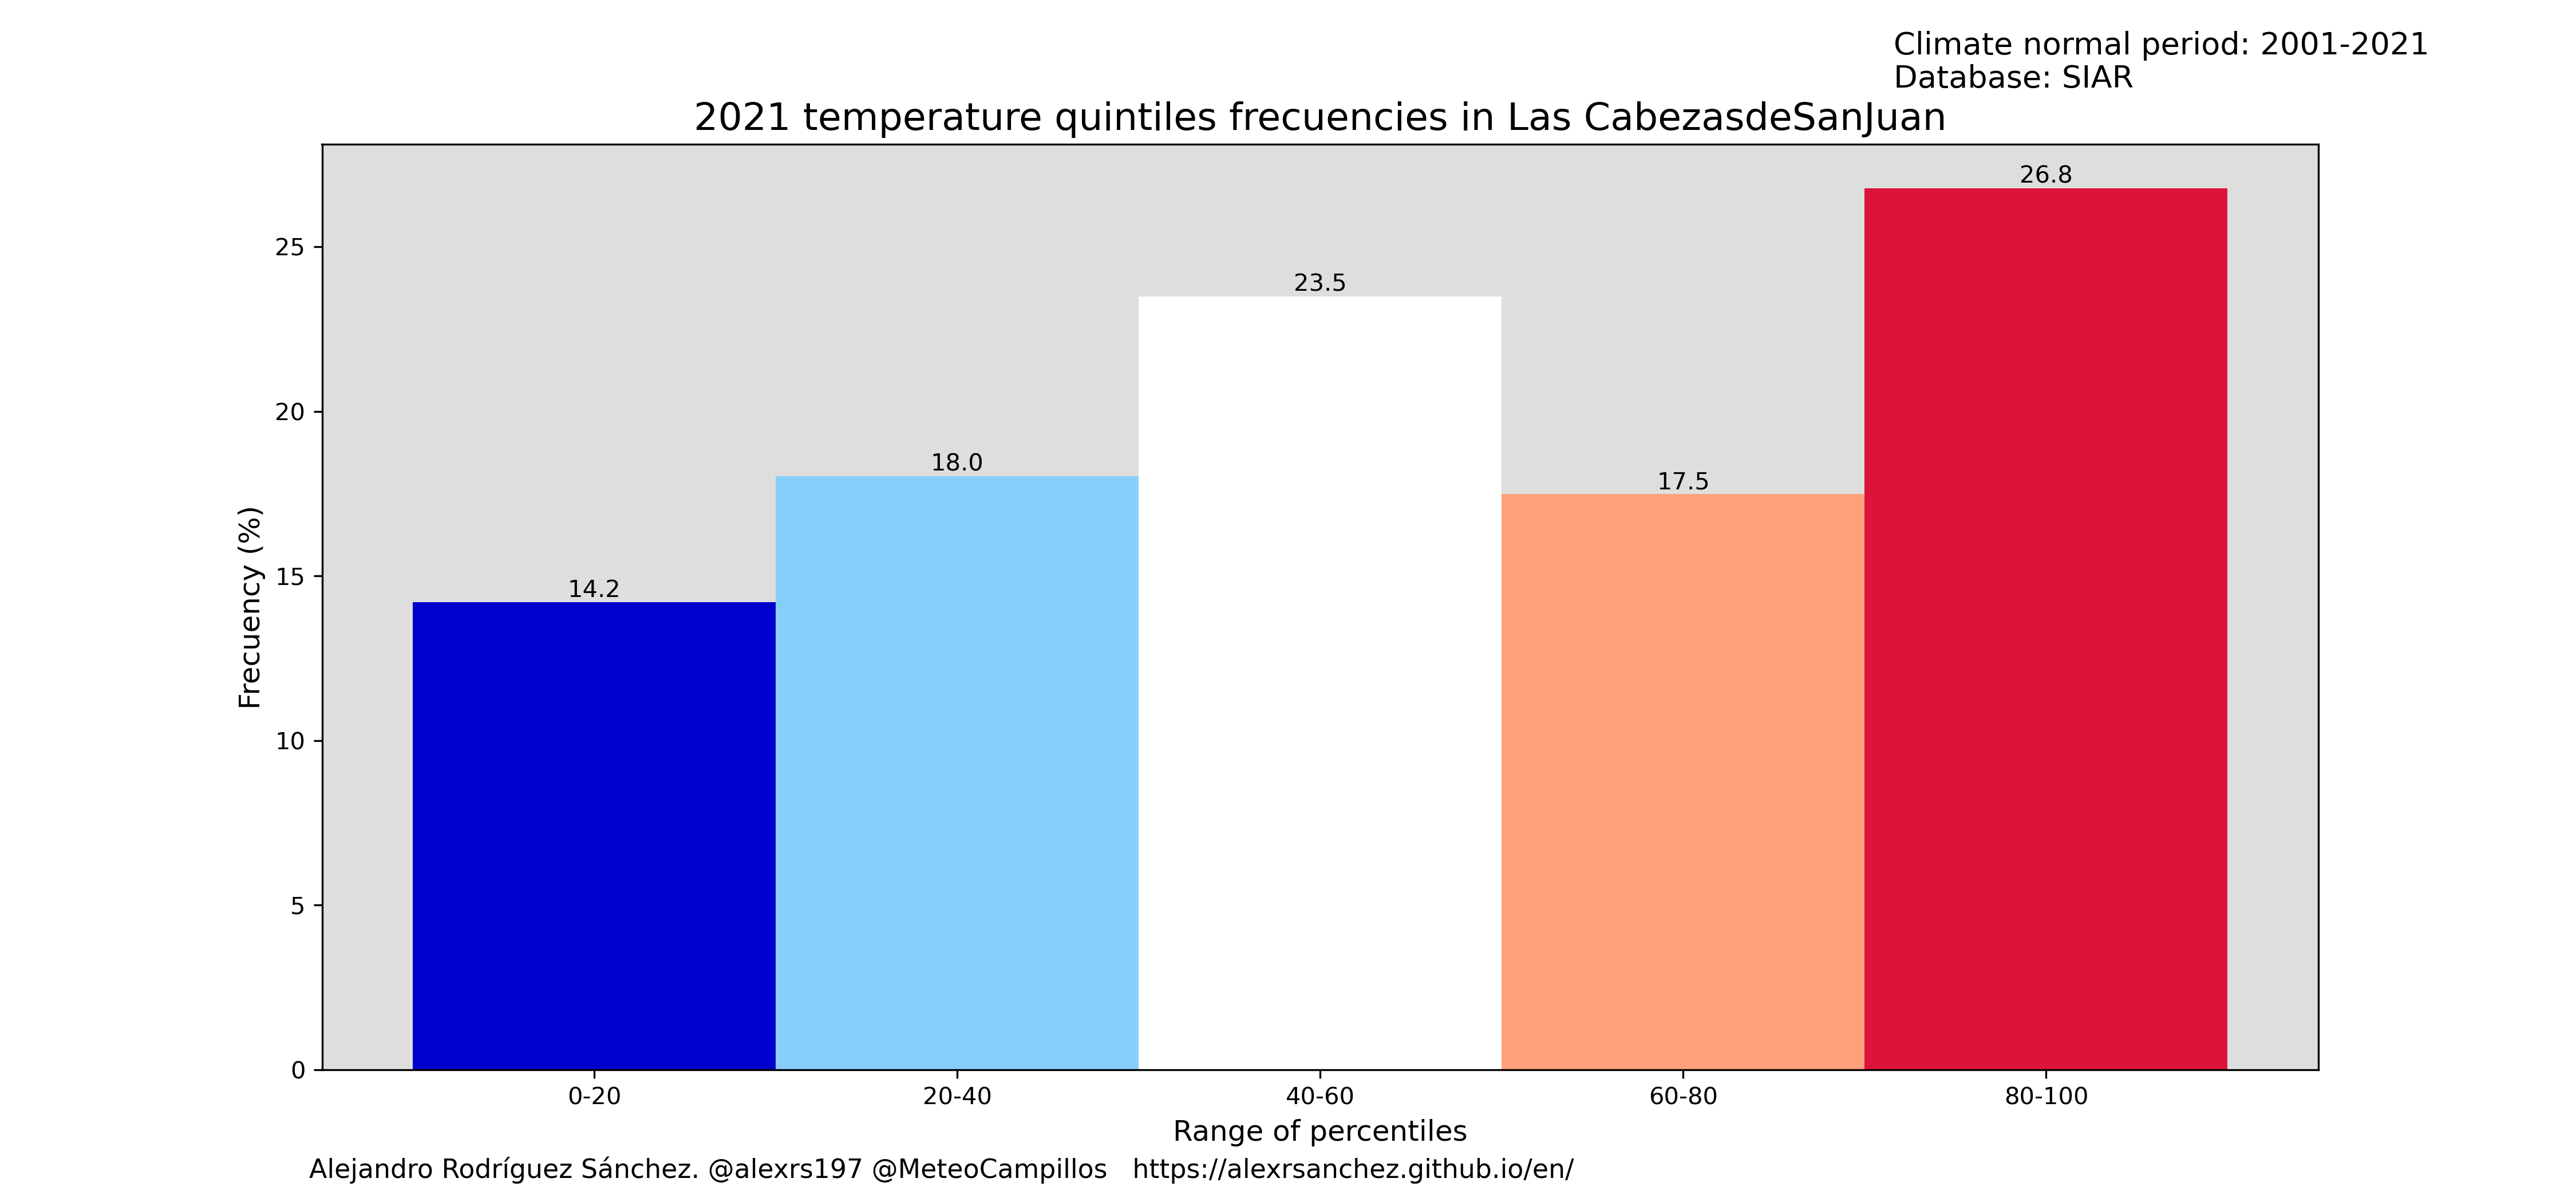 Climate normal period: 2001-2021
Database: SIAR
2021 temperature quintiles frecuencies in Las CabezasdeSanJuan
26.8
25
23.5
20
18.0
17.5
Frecuency (%)
15
14.2
10
5
0
0-20 20-40 40-60 60-80 80-100
Range of percentiles
Alejandro Rodríguez Sánchez. @alexrs197 @MeteoCampillos https://alexrsanchez.github.io/en/